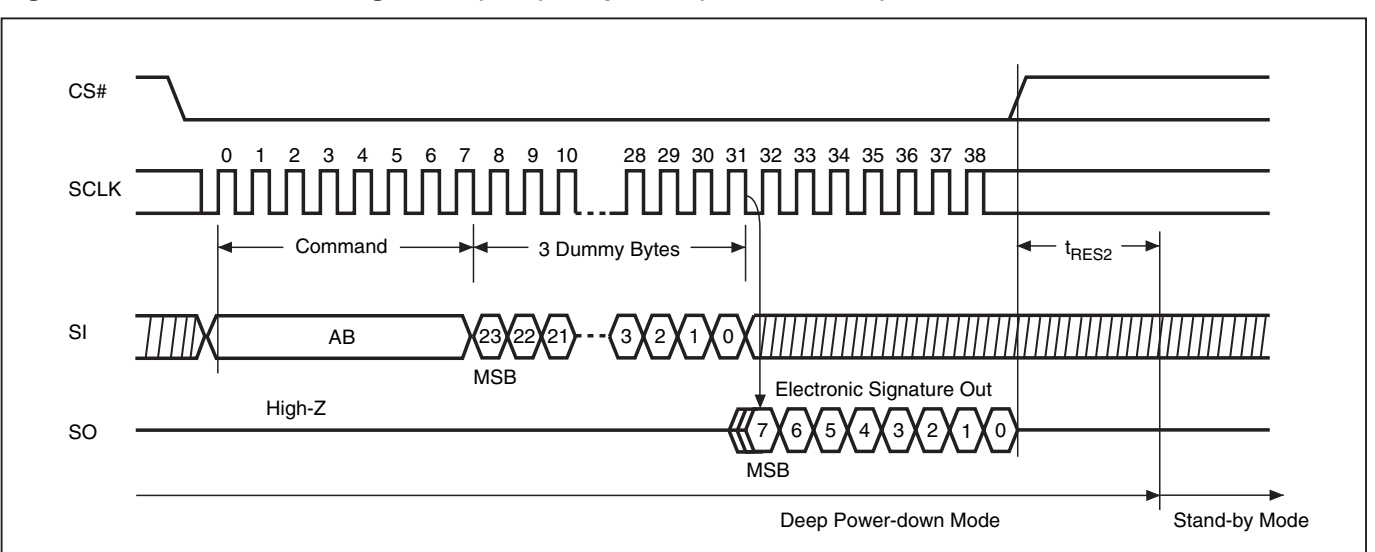 CS#
0 1 2 3 4 5 6 7 8 9 10 28 29 30 31 32 33 34 35 36 37 38
SCLK
Command
3 Dummy Bytes
tRES2
SI
AB
23 22 21 3 2 1 0
MSB
Electronic Signature Out
High-Z
SO
7 6 5 4 3 2 1 0
MSB
Deep Power-down Mode
Stand-by Mode